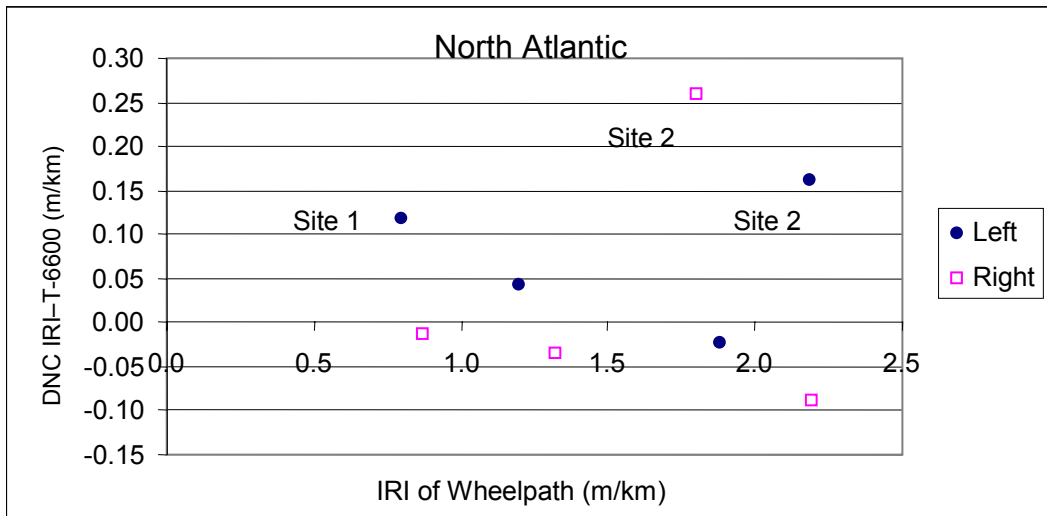 North Atlantic
0.30
0.25
0.20
0.15
0.10
0.05
0.00
-0.05
-0.10
-0.15
DNC IRI–T-6600 (m/km)
Site 2
Site 1
Site 2
0.0 0.5 1.0 1.5 2.0 2.5
IRI of Wheelpath (m/km)
Left
Right